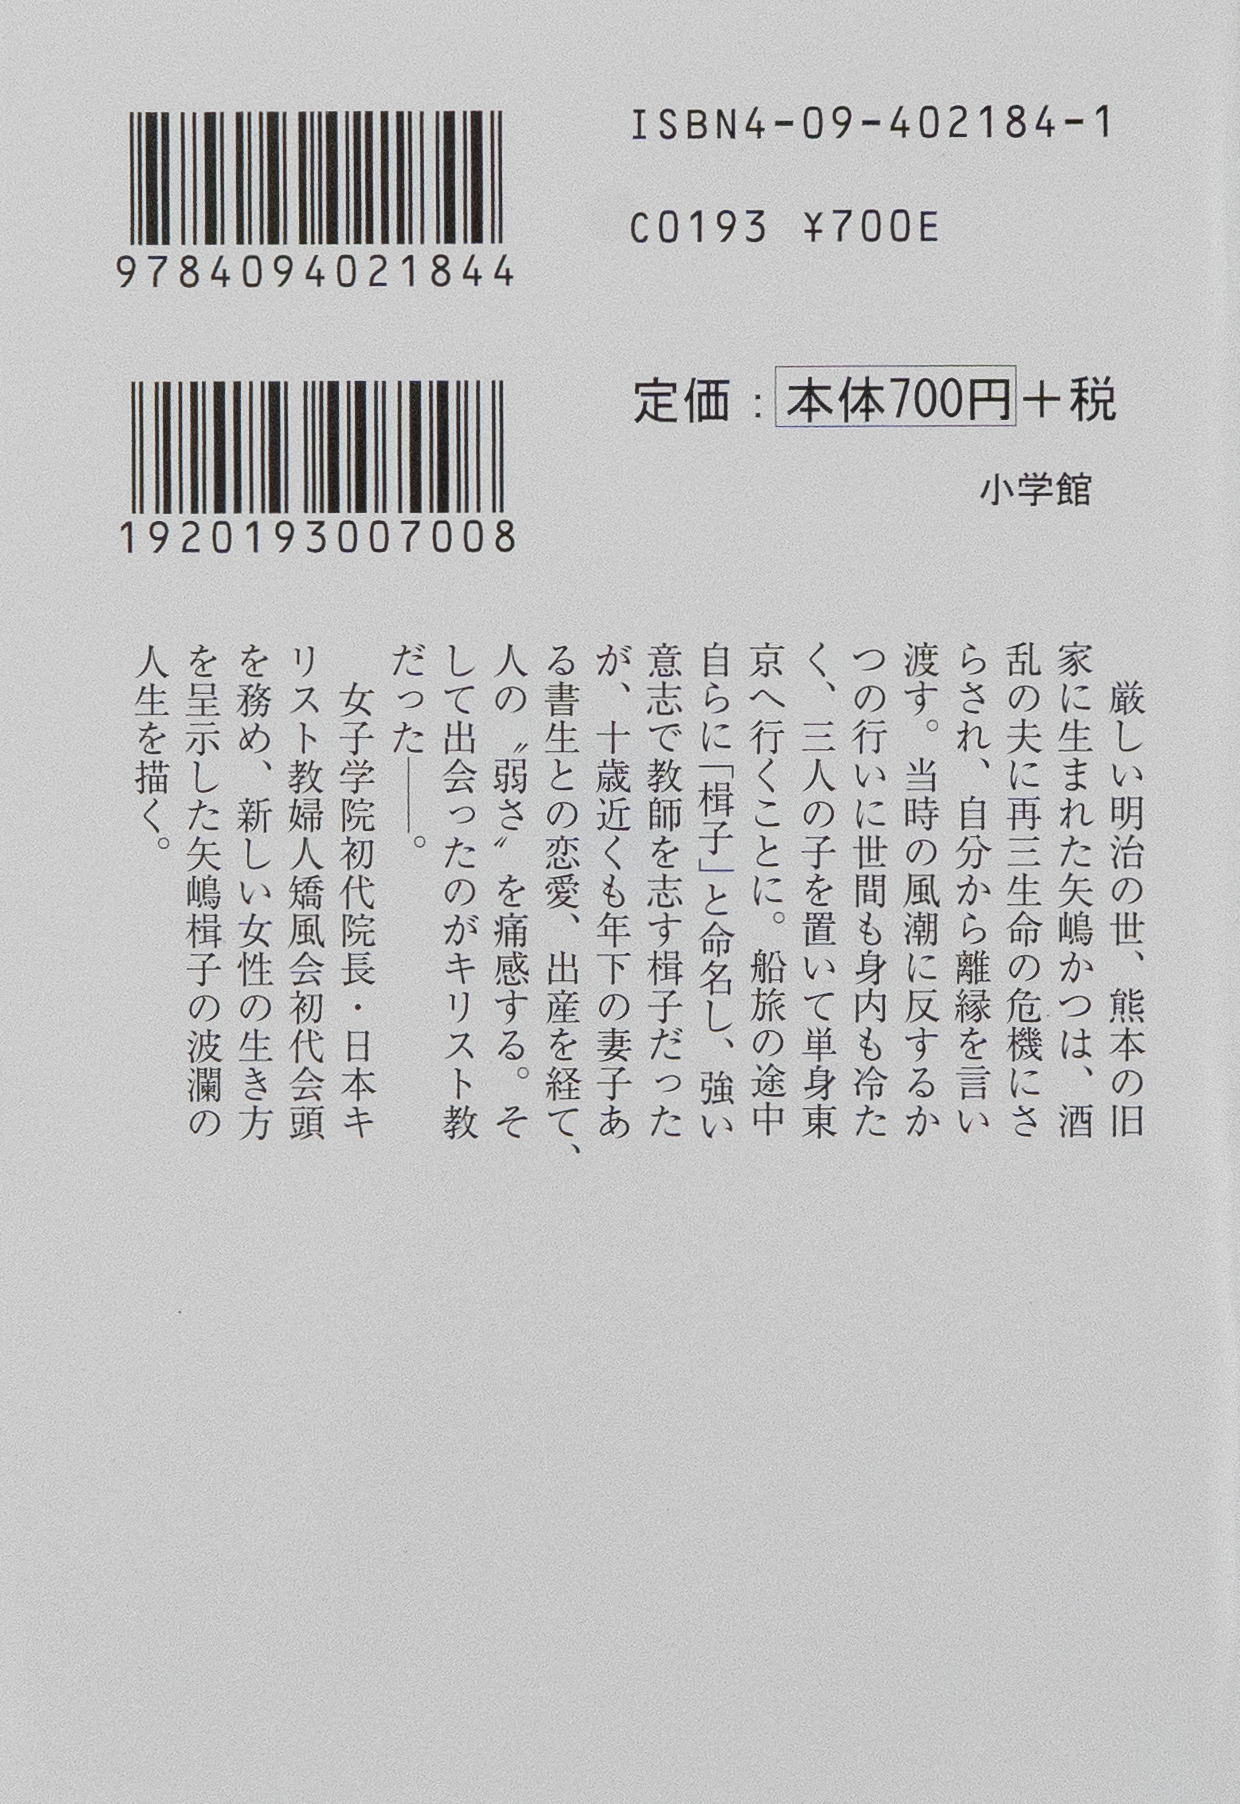 9784094021844
1920193007008
ISBN4-09-402184-1
C0193 ¥700E
定価:本体700円+税
小学館
厳しい明治の世、熊本の旧
家に生まれた矢嶋かつは、酒
乱の夫に再三生命の危機にさ
らされ、自分から離縁を言い
渡す。当時の風潮に反するか
つの行いに世間も身内も冷た
く、三人の子を置いて単身東
京へ行くことに。船旅の途中
自らに「楫子」と命名し、強い
意志で教師を志す楫子だった
が、十歳近くも年下の妻子あ
る書生との恋愛、出産を経て、
人の〝弱さ〟を痛感する。そ
して出会ったのがキリスト教
だった――。
女子学院初代院長・日本キ
リスト教婦人矯風会初代会頭
を務め、新しい女性の生き方
を呈示した矢嶋楫子の波瀾の
人生を描く。